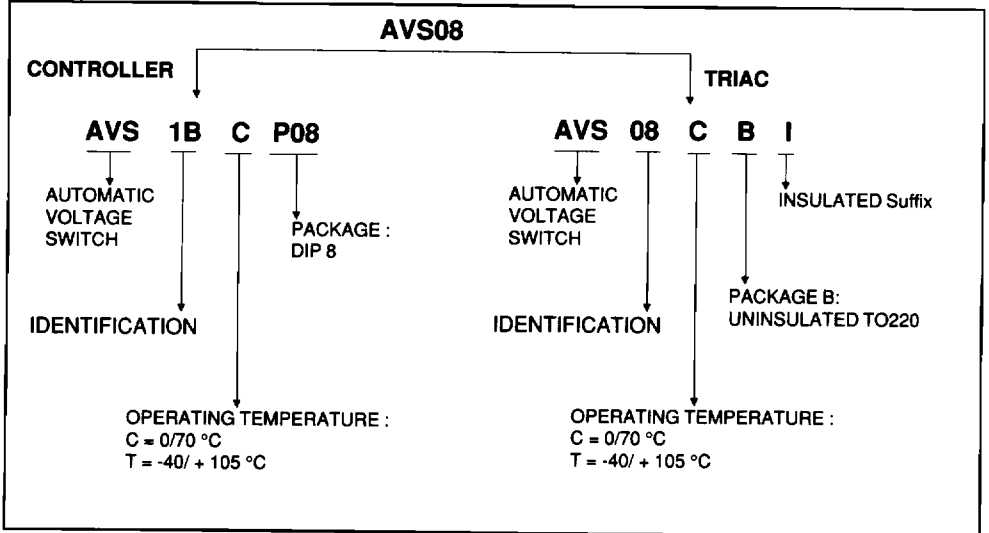 AVS08
CONTROLLER
TRIAC
AVS 1B C P08
AVS 08 C B I
AUTOMATIC
VOLTAGE
SWITCH
PACKAGE :
DIP 8
IDENTIFICATION
OPERATING TEMPERATURE :
C = 0/70 °C
T = -40/ + 105 °C
AUTOMATIC
VOLTAGE
SWITCH
INSULATED Suffix
PACKAGE B:
UNINSULATED TO220
IDENTIFICATION
OPERATING TEMPERATURE :
C = 0/70 °C
T = -40/ + 105 °C